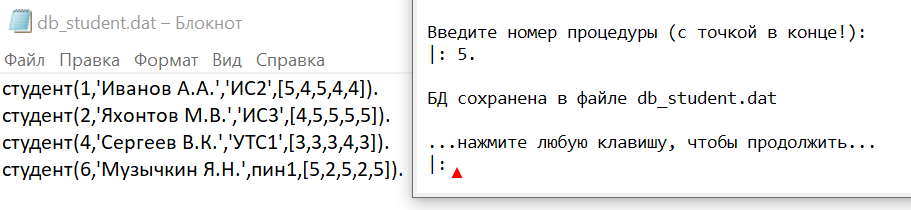 db_student.dat – Блокнот
Файл Правка Формат Вид Справка
студент(1,'Иванов А.А.','ИС2',[5,4,5,4,4]).
студент(2,'Яхонтов М.В.','ИС3',[4,5,5,5,5]).
студент(4,'Сергеев В.К.','УТС1',[3,3,3,4,3]).
студент(6,'Музычкин Я.Н.',пин1,[5,2,5,2,5]).
Введите номер процедуры (с точкой в конце!):
|: 5.
БД сохранена в файле db_student.dat
...нажмите любую клавишу, чтобы продолжить...
|: